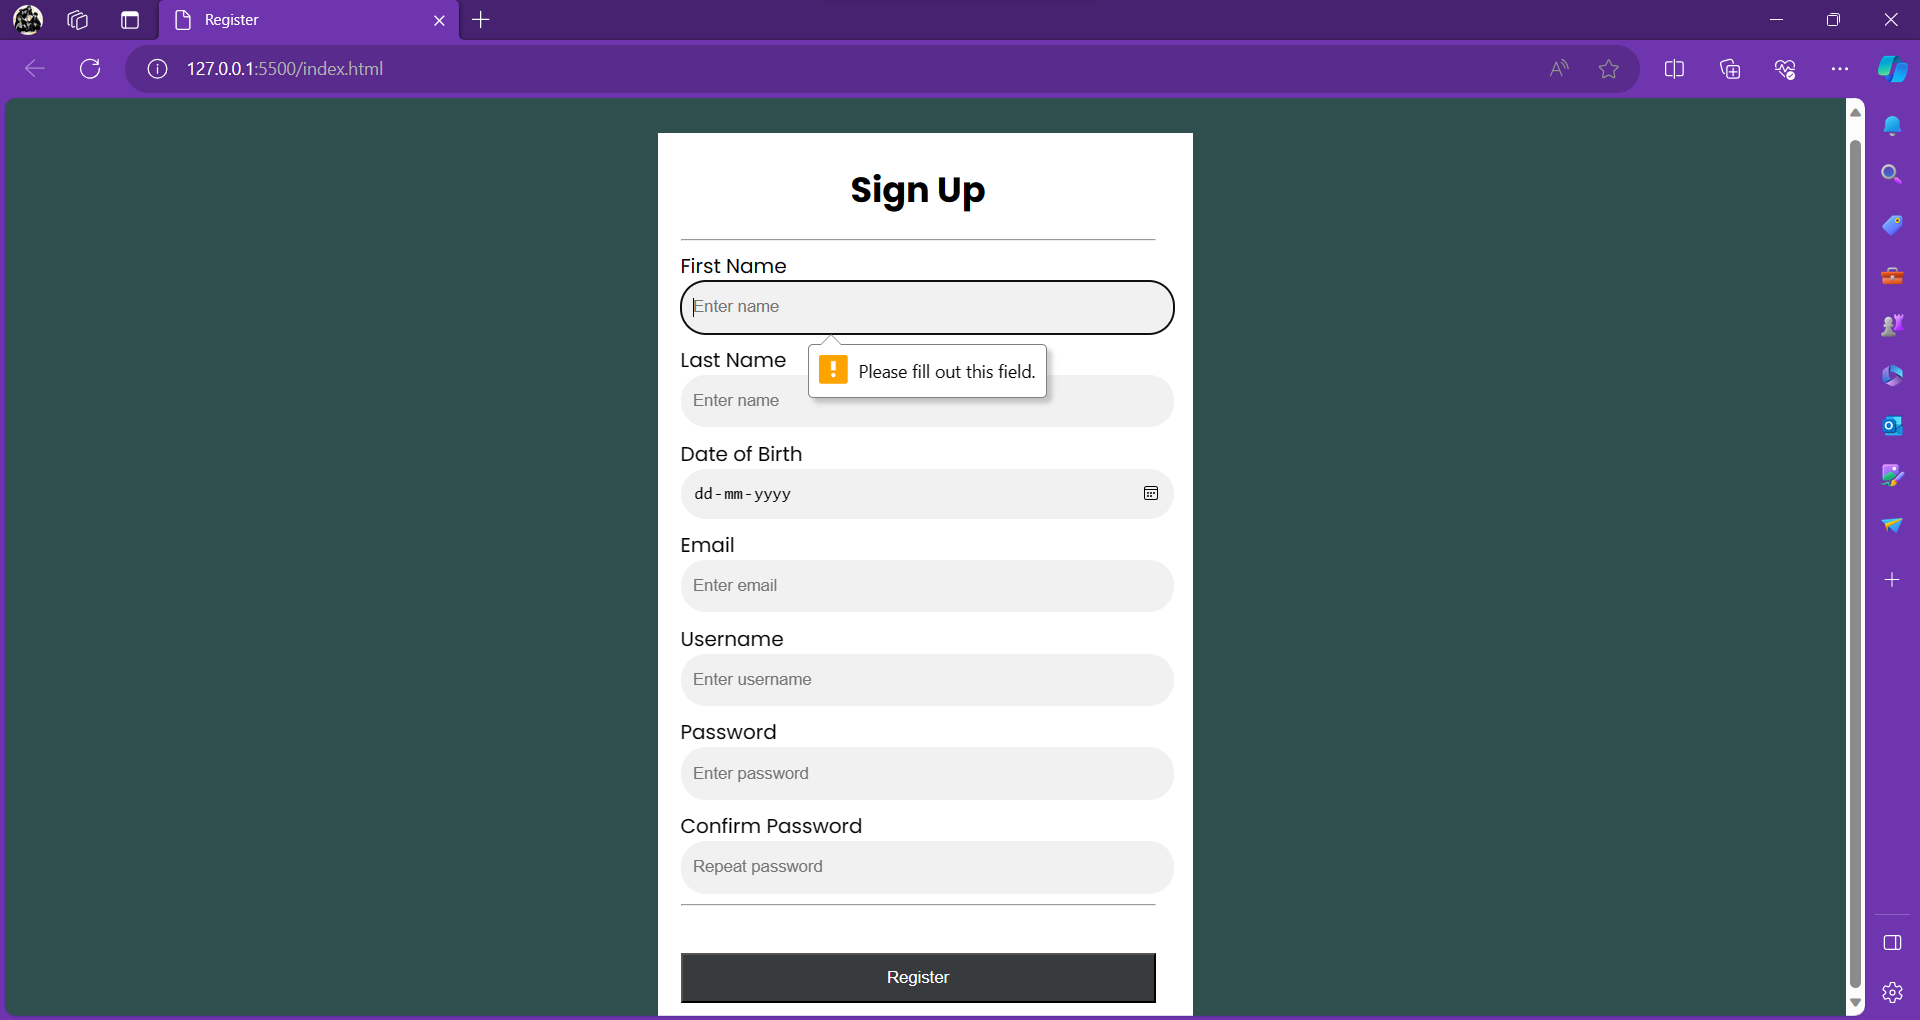 Register
127.0.0.1:5500/index.html
Sign Up
First Name
Enter name
Please fill out this field.
Last Name
Enter name
Date of Birth
dd-mm-yyyy
Email
Enter email
Username
Enter username
Password
Enter password
Confirm Password
Repeat password
Register